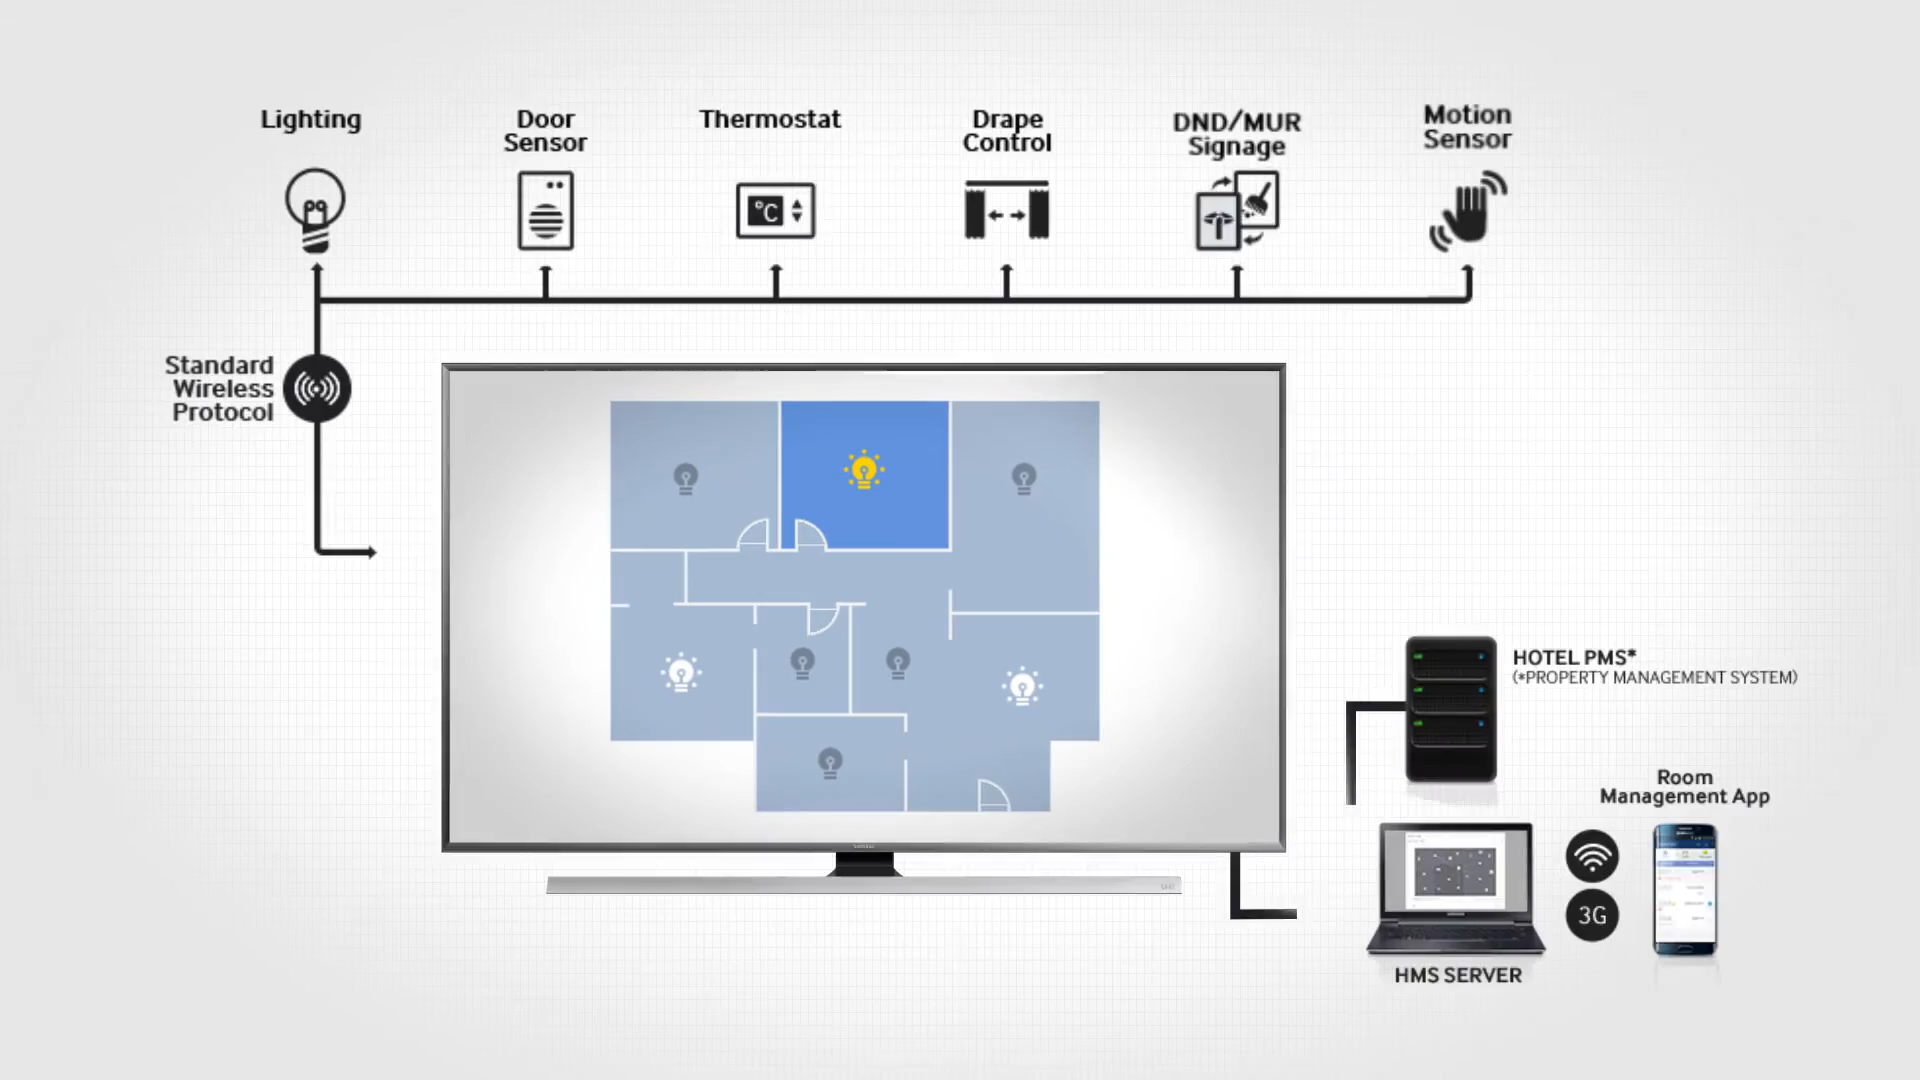 Lighting
Door
Sensor
Thermostat
Drape
Control
DND/MUR
Signage
Motion
Sensor
°C
Standard
Wireless
Protocol
HOTEL PMS*
(*PROPERTY MANAGEMENT SYSTEM)
Room
Management App
3G
HMS SERVER